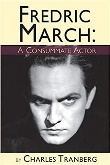 FREDRIC
MARCH:
A CONSUMMATE ACTOR
BY CHARLES TRANBERG